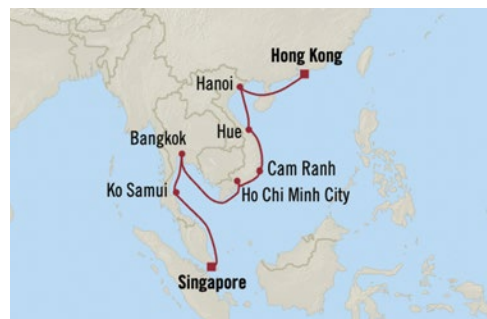 Hong Kong
Hanoi
Hue
Bangkok
Cam Ranh
Ko Samui
Ho Chi Minh City
Singapore